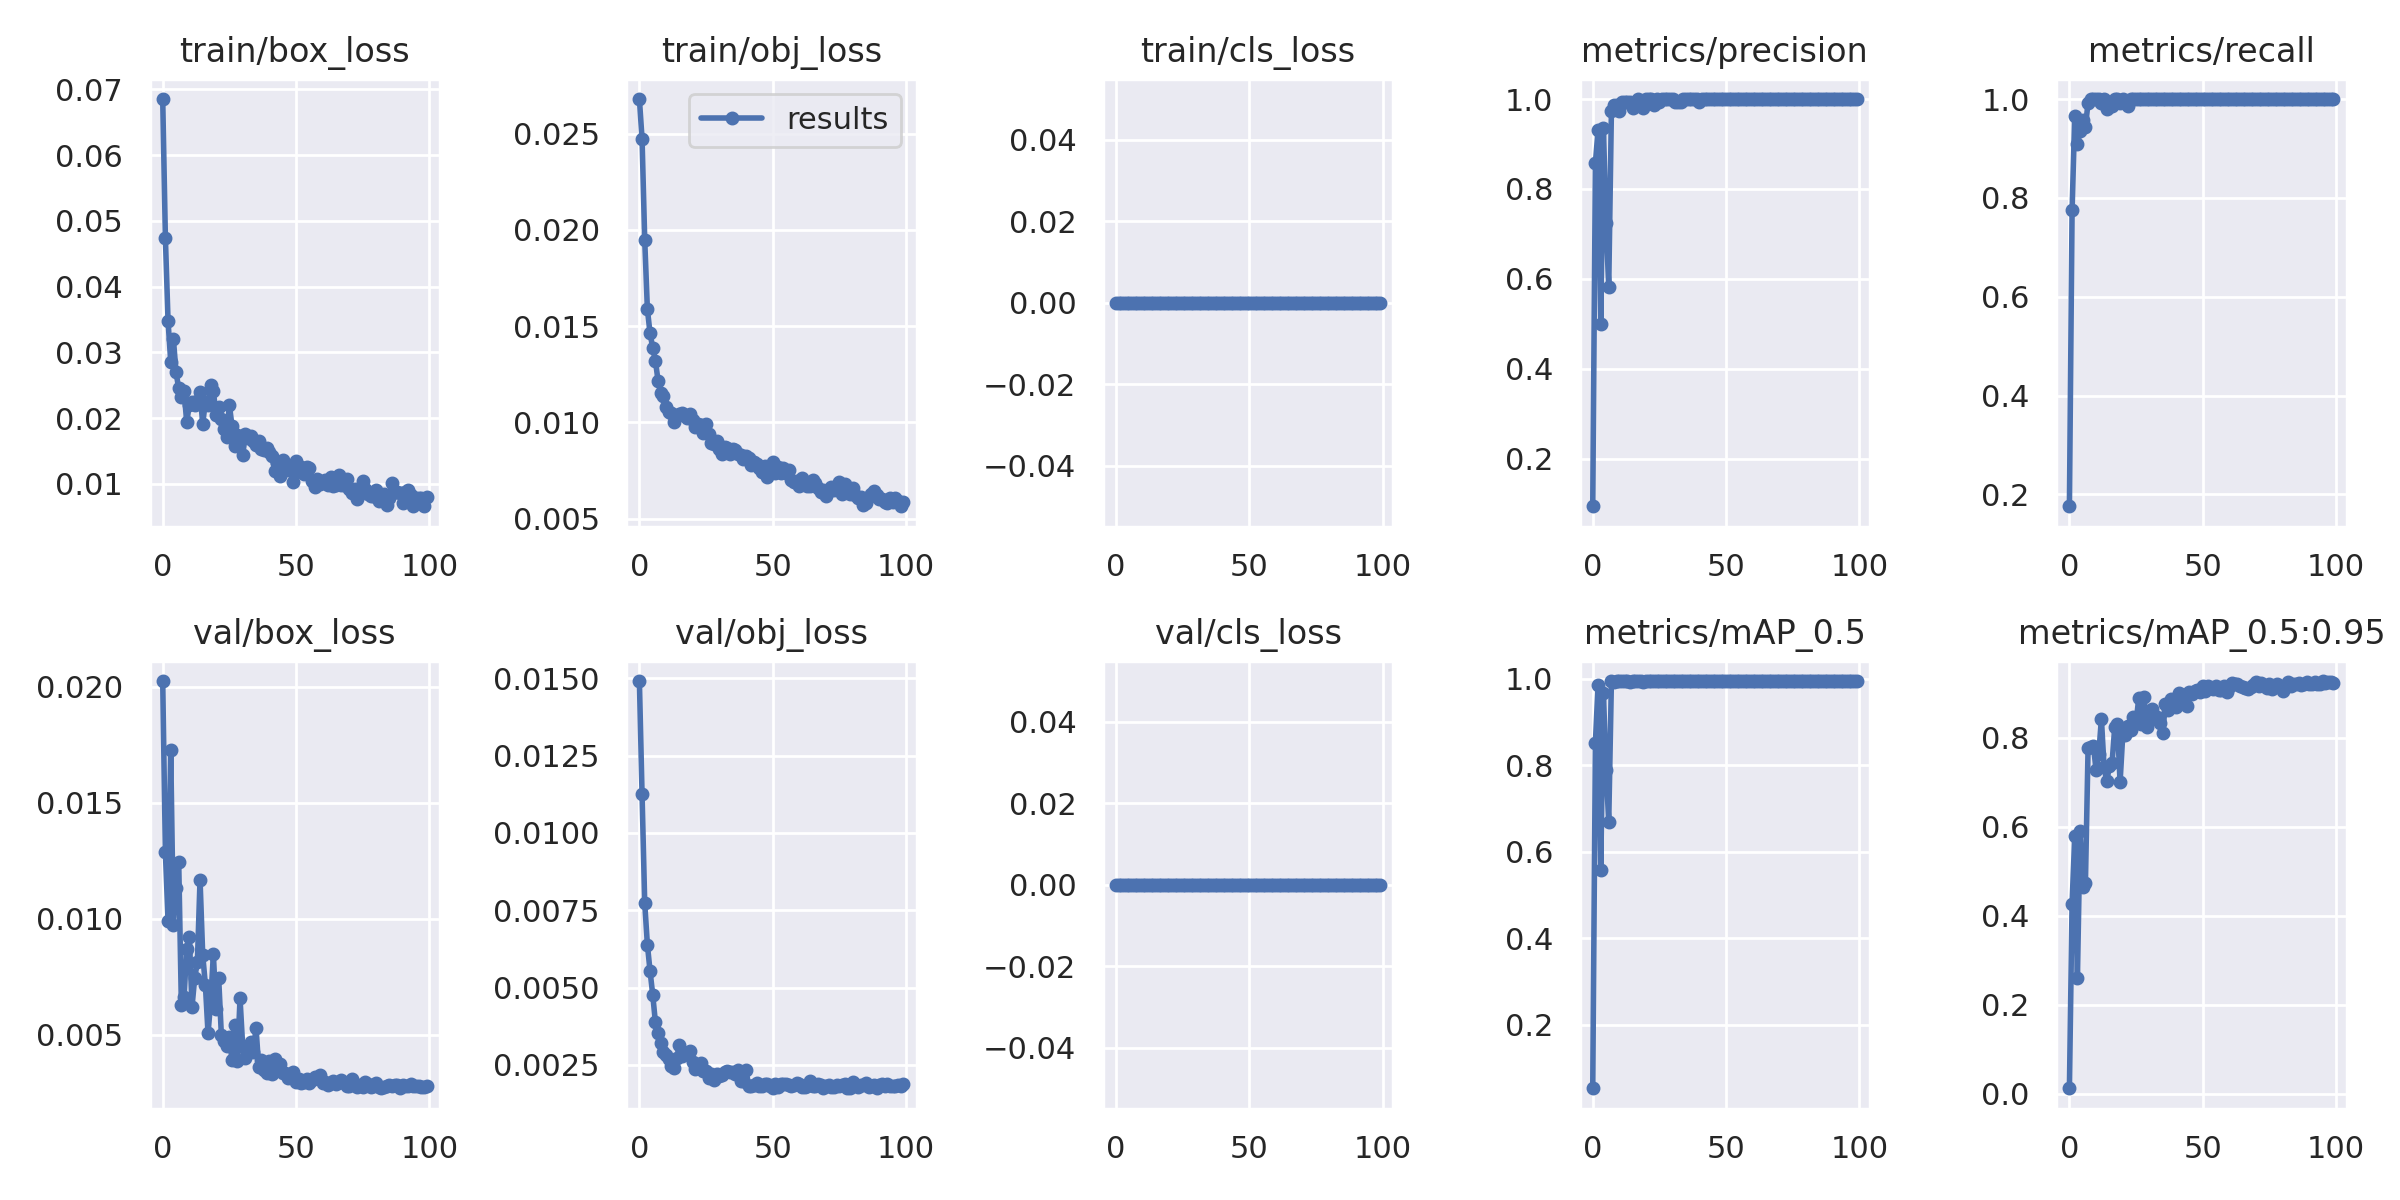 train/box_loss
0.07
0.06
0.05
0.04
0.03
0.02
0.01
0 50 100
train/obj_loss
results
0.025
0.020
0.015
0.010
0.005
0 50 100
train/cls_loss
0.04
0.02
0.00
−0.02
−0.04
0 50 100
metrics/precision
1.0
0.8
0.6
0.4
0.2
0 50 100
metrics/recall
1.0
0.8
0.6
0.4
0.2
0 50 100
val/box_loss
0.020
0.015
0.010
0.005
0 50 100
val/obj_loss
0.0150
0.0125
0.0100
0.0075
0.0050
0.0025
0 50 100
val/cls_loss
0.04
0.02
0.00
−0.02
−0.04
0 50 100
metrics/mAP_0.5
1.0
0.8
0.6
0.4
0.2
0 50 100
metrics/mAP_0.5:0.95
0.8
0.6
0.4
0.2
0.0
0 50 100